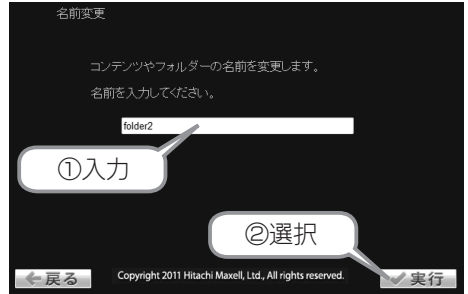 名前変更
コンテンツやフォルダーの名前を変更します。
名前を入力してください。
folder2
①入力
②選択
戻る
Copyright 2011 Hitachi Maxell, Ltd., All rights reserved.
実行